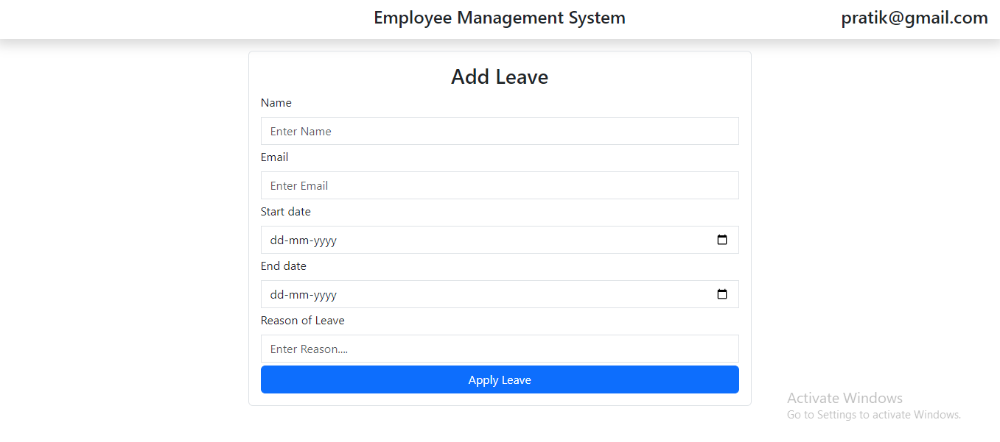 Employee Management System
pratik@gmail.com
Add Leave
Name
Enter Name
Email
Enter Email
Start date
dd-mm-yyyy
End date
dd-mm-yyyy
Reason of Leave
Enter Reason....
Apply Leave
Activate Windows
Go to Settings to activate Windows.